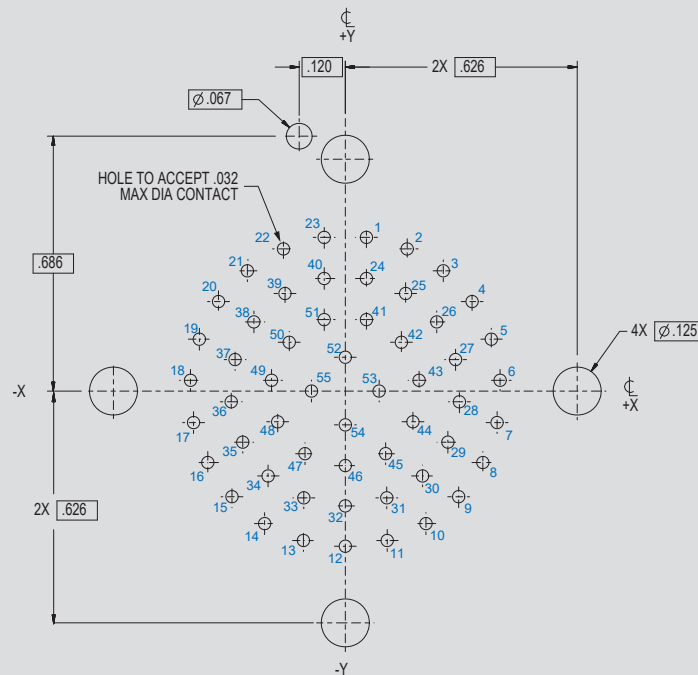 ℄
+Y
.120
2X .626
Ø.067
HOLE TO ACCEPT .032
MAX DIA CONTACT
23 1
22 2
21 3
40 24
39 25
20 4
38 51 41 26
19 50 42 5
52 27
37
18 49 55 53 43 6
.686
4X Ø.125
-X
℄
+X
36 28
17 48 54 44 7
35 47 45 29
16 46 8
34 30
15 33 31 9
32
14 10
13 12 11
2X .626
-Y